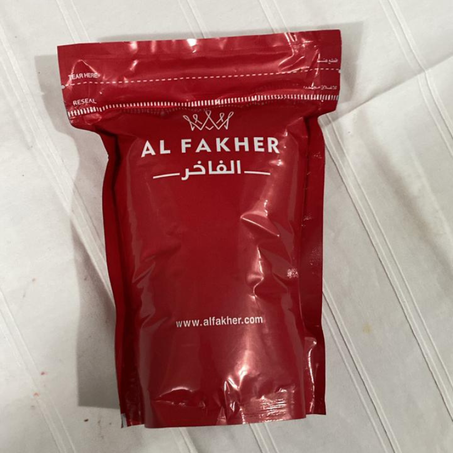 TEAR HERE
RESEAL
AL FAKHER
الفاخر
www.alfakher.com